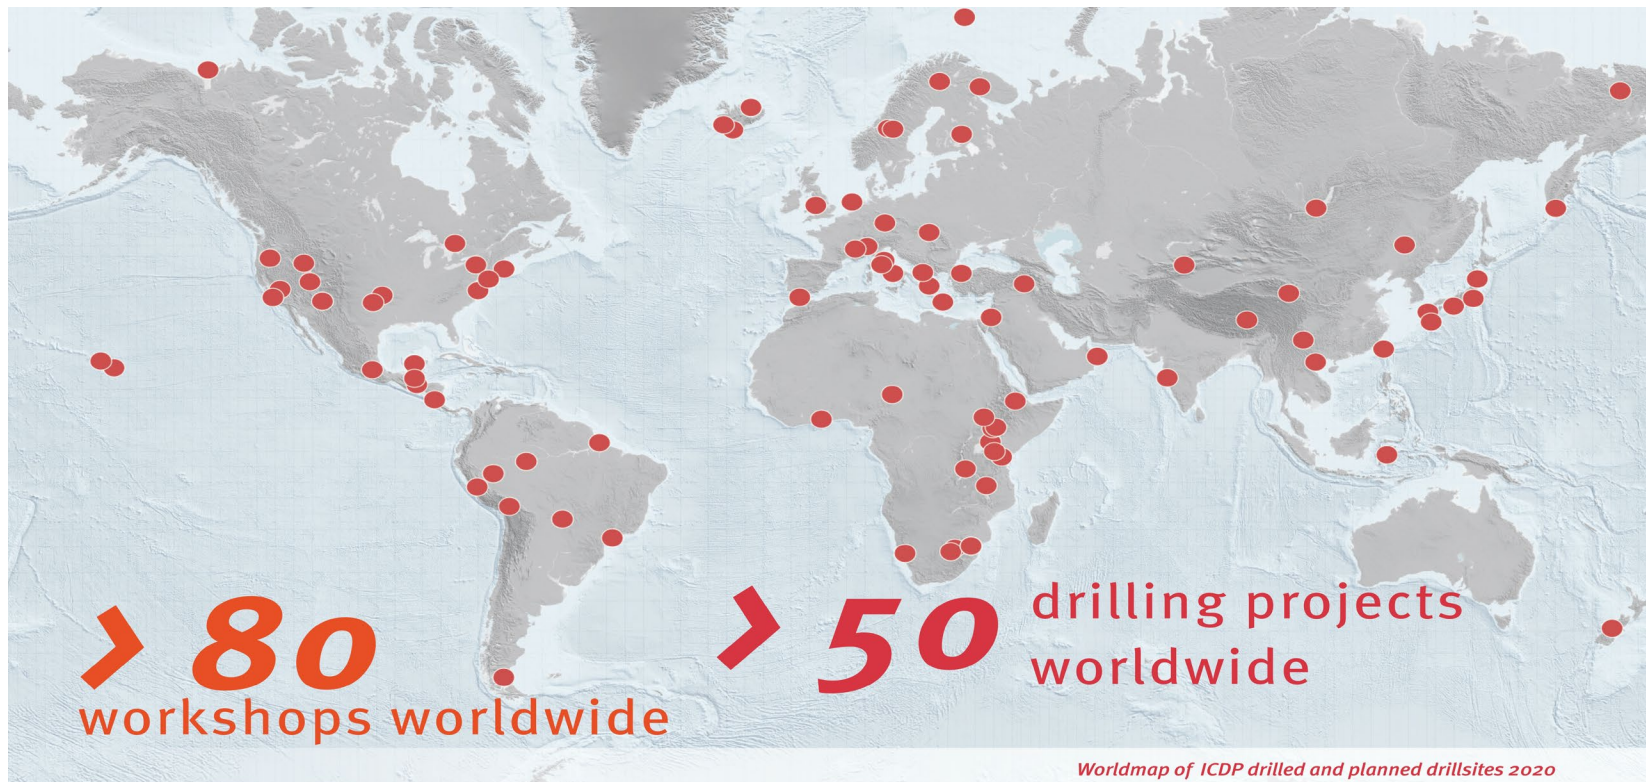 > 80
workshops worldwide
> 50
drilling projects
worldwide
Worldmap of ICDP drilled and planned drillsites 2020